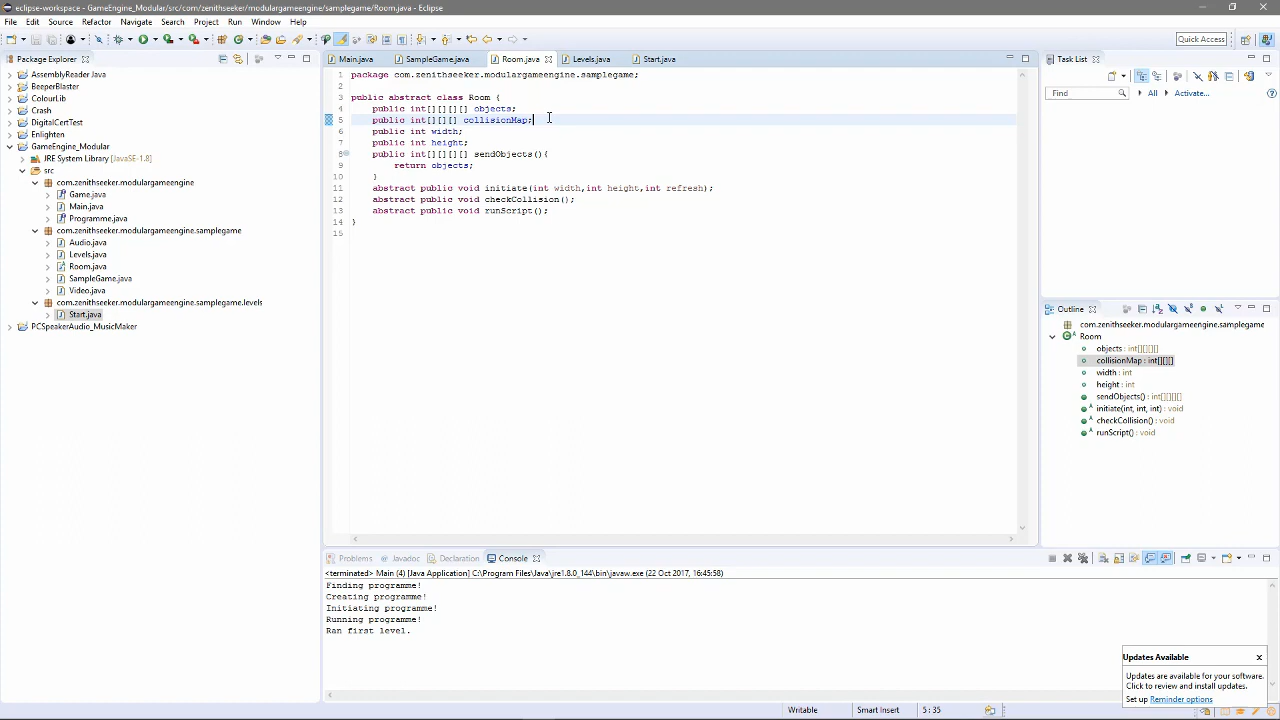 eclipse-workspace - GameEngine_Modular/src/com/zenithseeker/modulargameengine/samplegame/Room.java - Eclipse
File Edit Source Refactor Navigate Search Project Run Window Help
Quick Access
Package Explorer
AssemblyReader Java
BeeperBlaster
ColourLib
Crash
DigitalCertTest
Enlighten
GameEngine_Modular
JRE System Library [JavaSE-1.8]
src
com.zenithseeker.modulargameengine
Game.java
Main.java
Programme.java
com.zenithseeker.modulargameengine.samplegame
Audio.java
Levels.java
Room.java
SampleGame.java
Video.java
com.zenithseeker.modulargameengine.samplegame.levels
Start.java
PCSpeakerAudio_MusicMaker
Main.java SampleGame.java Room.java Levels.java Start.java
1 package com.zenithseeker.modulargameengine.samplegame;
2
3 public abstract class Room {
4 public int[][][][] objects;
5 public int[][][] collisionMap;
6 public int width;
7 public int height;
8 public int[][][][] sendObjects(){
9 return objects;
10 }
11 abstract public void initiate(int width,int height,int refresh);
12 abstract public void checkCollision();
13 abstract public void runScript();
14 }
15
Task List
Find All Activate...
Outline
com.zenithseeker.modulargameengine.samplegame
Room
objects : int[][][][]
collisionMap : int[][][]
width : int
height : int
sendObjects() : int[][][][]
initiate(int, int, int) : void
checkCollision() : void
runScript() : void
Problems Javadoc Declaration Console
<terminated> Main (4) [Java Application] C:\Program Files\Java\jre1.8.0_144\bin\javaw.exe (22 Oct 2017, 16:45:58)
Finding programme!
Creating programme!
Initiating programme!
Running programme!
Ran first level.
Updates Available
Updates are available for your software.
Click to review and install updates.
Set up Reminder options
Writable Smart Insert 5 : 35